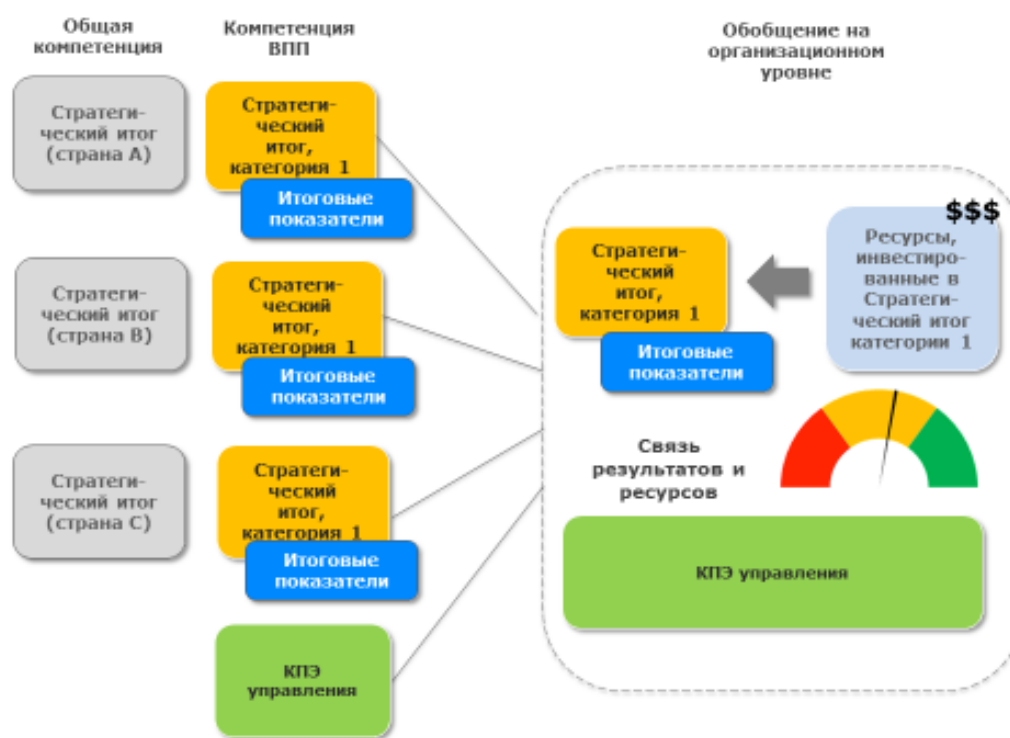 Общая
компетенция
Компетенция
ВПП
Обобщение на
организационном
уровне
Стратеги-
ческий итог
(страна А)
Стратеги-
ческий
итог,
категория 1
Итоговые
показатели
Стратеги-
ческий итог
(страна В)
Стратеги-
ческий
итог,
категория 1
Итоговые
показатели
Стратеги-
ческий итог
(страна С)
Стратеги-
ческий
итог,
категория 1
Итоговые
показатели
КПЭ
управления
Стратеги-
ческий
итог,
категория 1
Итоговые
показатели
$$$
Ресурсы,
инвестиро-
ванные в
Стратеги-
ческий итог
категории 1
Связь
результатов и
ресурсов
КПЭ управления